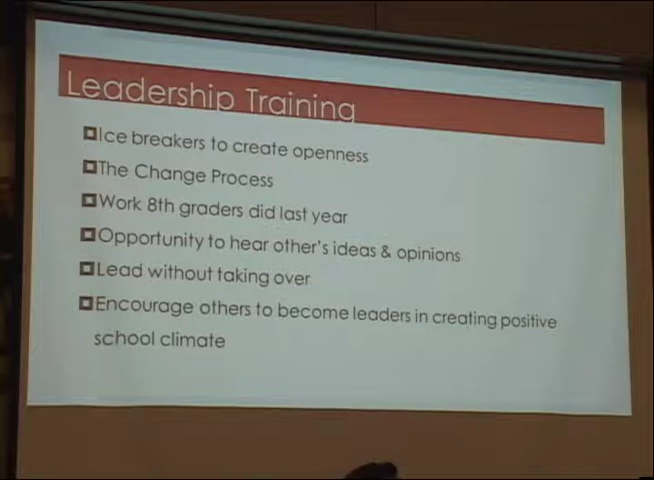 Leadership Training
Ice breakers to create openness
The Change Process
Work 8th graders did last year
Opportunity to hear other's ideas & opinions
Lead without taking over
Encourage others to become leaders in creating positive
school climate